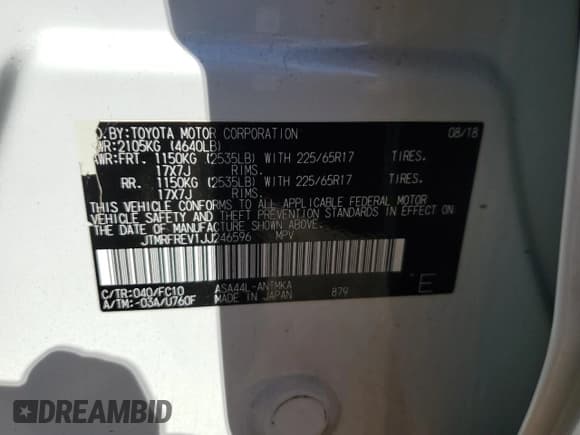 D. BY: TOYOTA MOTOR CORPORATION 08/18
WR: 2105KG (4640LB)
AWR: FRT. 1150KG (2535LB) WITH 225/65R17 TIRES.
17X7J RIMS.
RR. 1150KG (2535LB) WITH 225/65R17 TIRES.
17X7J RIMS.
THIS VEHICLE CONFORMS TO ALL APPLICABLE FEDERAL MOTOR
VEHICLE SAFETY AND THEFT PREVENTION STANDARDS IN EFFECT ON
THE DATE OF MANUFACTURE SHOWN ABOVE.
JTMRFREV1JJ246596 MPV
C/TR: 040/FC10 ASA44L-ANTMKA
A/TM: -03A/U760F MADE IN JAPAN 879 E
DREAMBID